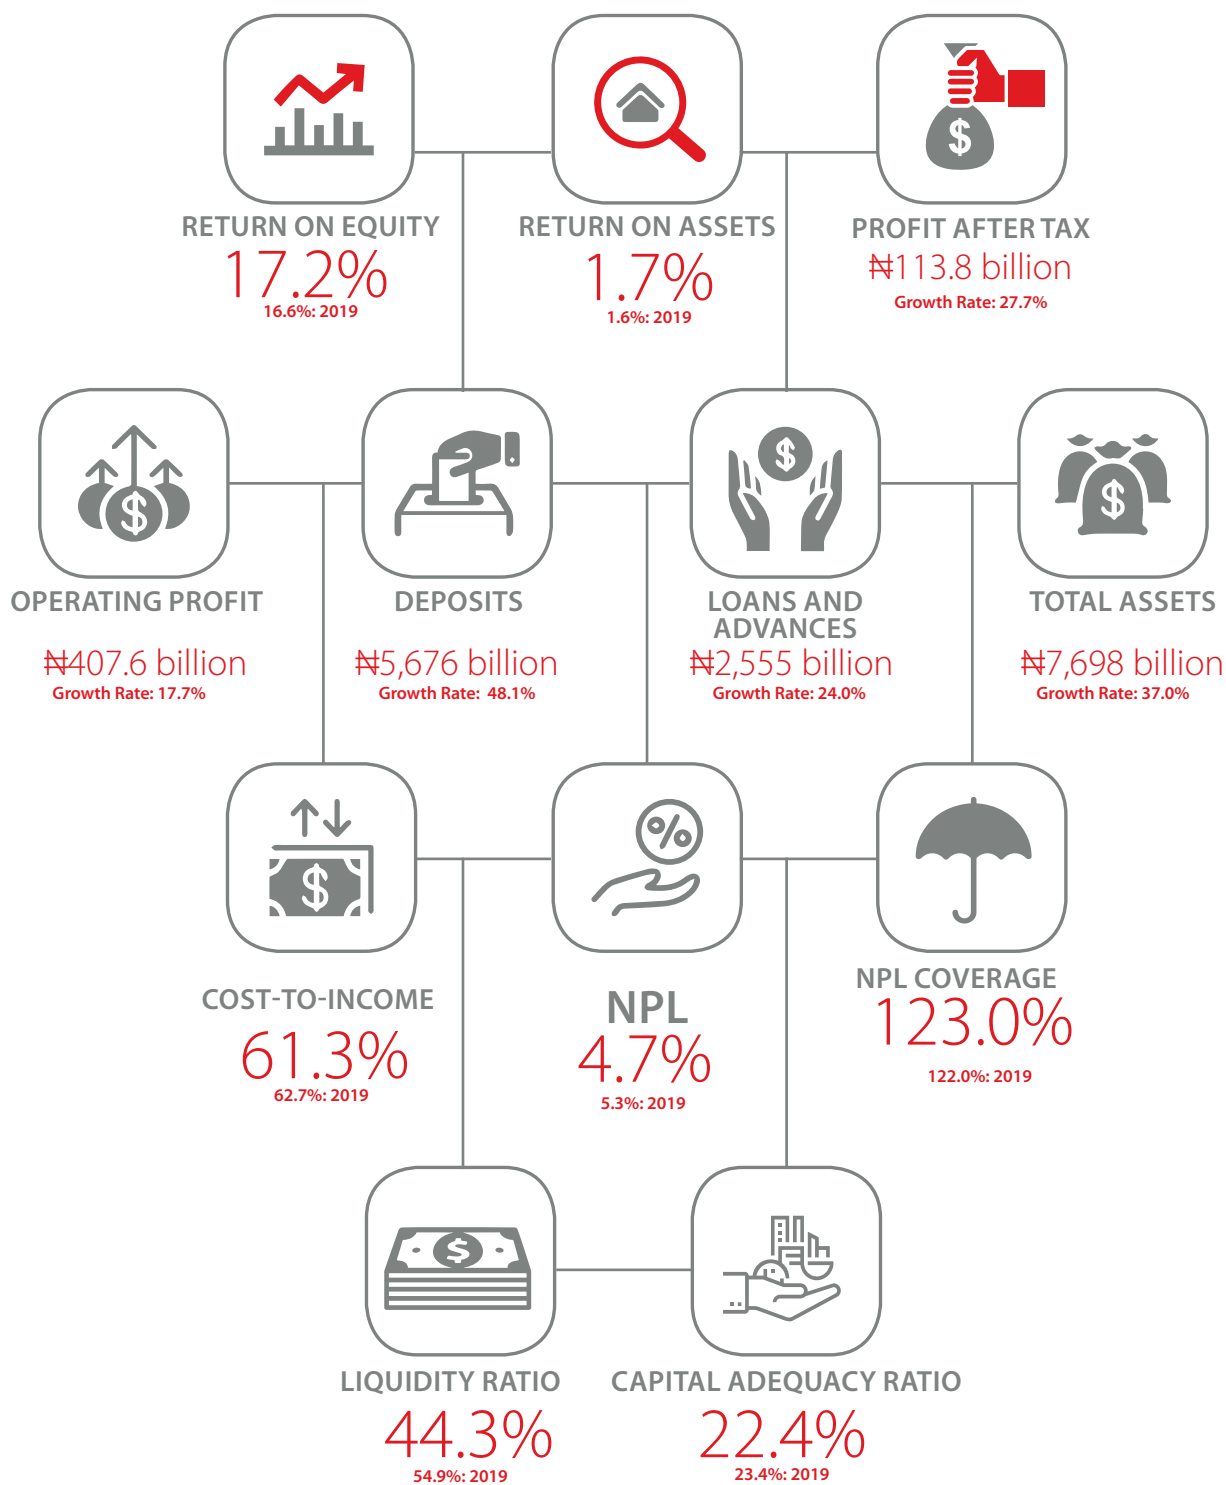 RETURN ON EQUITY
17.2%
16.6%: 2019
RETURN ON ASSETS
1.7%
1.6%: 2019
PROFIT AFTER TAX
₦113.8 billion
Growth Rate: 27.7%
OPERATING PROFIT
₦407.6 billion
Growth Rate: 17.7%
DEPOSITS
₦5,676 billion
Growth Rate: 48.1%
LOANS AND
ADVANCES
₦2,555 billion
Growth Rate: 24.0%
TOTAL ASSETS
₦7,698 billion
Growth Rate: 37.0%
COST-TO-INCOME
61.3%
62.7%: 2019
NPL
4.7%
5.3%: 2019
NPL COVERAGE
123.0%
122.0%: 2019
LIQUIDITY RATIO
44.3%
54.9%: 2019
CAPITAL ADEQUACY RATIO
22.4%
23.4%: 2019